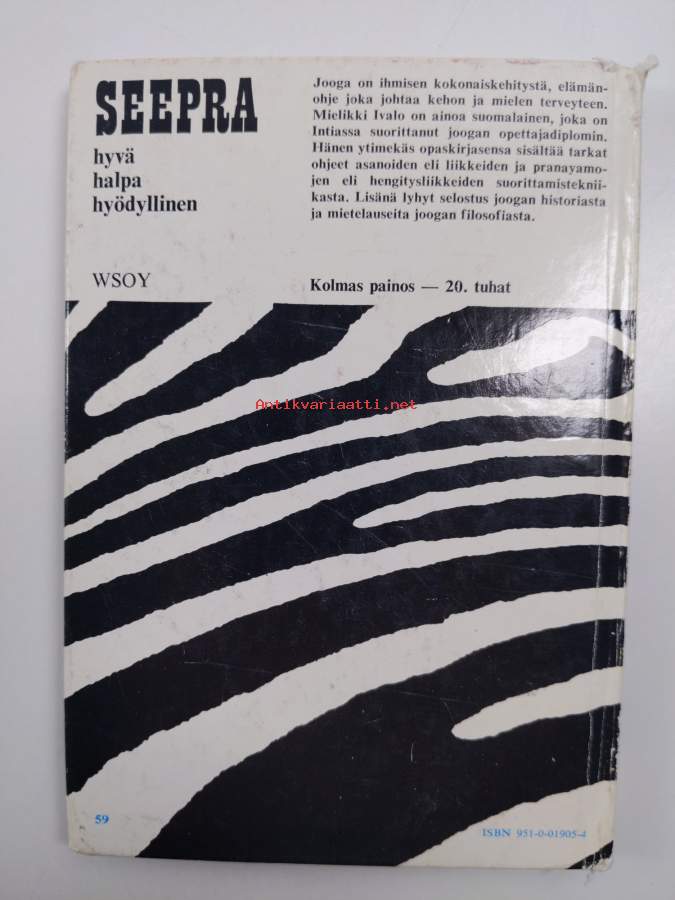 SEEPRA
hyvä
halpa
hyödyllinen
WSOY
Jooga on ihmisen kokonaiskehitystä, elämän-
ohje joka johtaa kehon ja mielen terveyteen.
Mielikki Ivalo on ainoa suomalainen, joka on
Intiassa suorittanut joogan opettajadiplomin.
Hänen ytimekäs opaskirjasensa sisältää tarkat
ohjeet asanoiden eli liikkeiden ja pranayamo-
jen eli hengitysliikkeiden suorittamisteknii-
kasta. Lisänä lyhyt selostus joogan historiasta
ja mietelauseita joogan filosofiasta.
Kolmas painos — 20. tuhat
Antikvariaatti.net
59
ISBN 951-0-01905-4